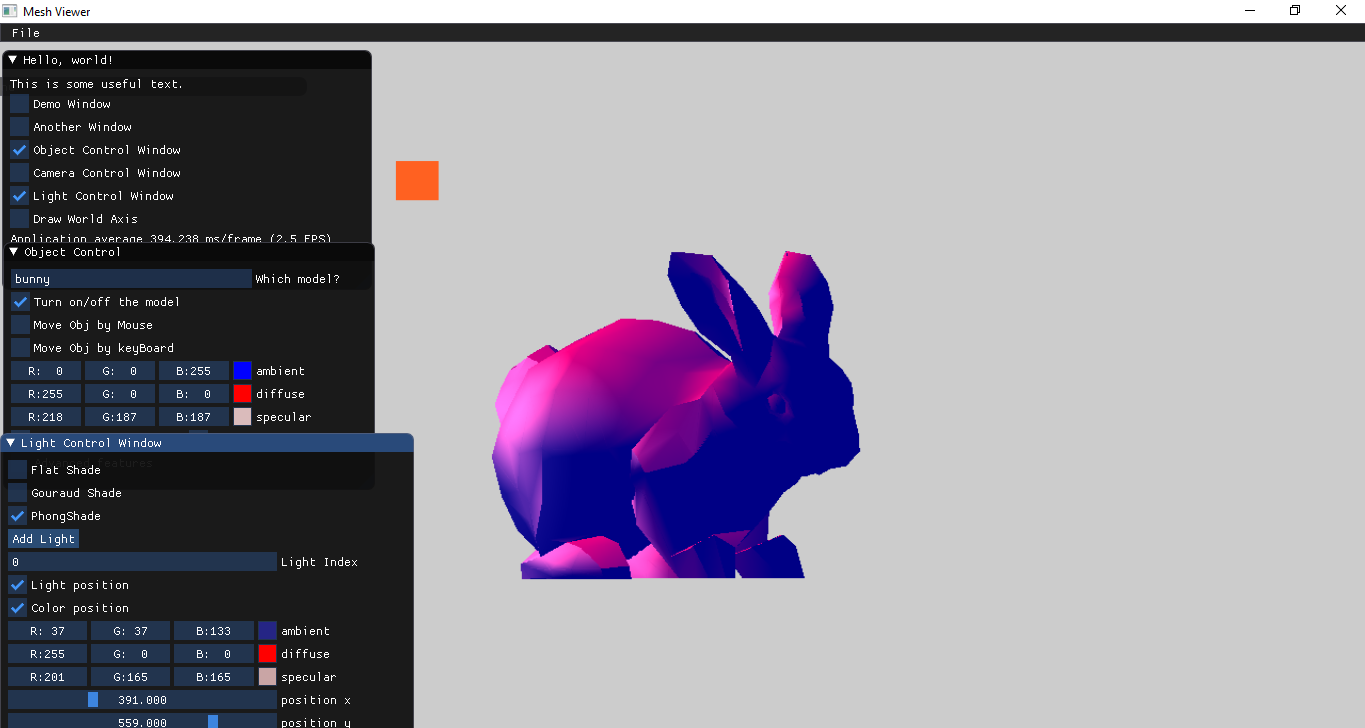 Mesh Viewer
File
Hello, world!
This is some useful text.
Demo Window
Another Window
Object Control Window
Camera Control Window
Light Control Window
Draw World Axis
Application average 394.238 ms/frame (2.5 FPS)
Object Control
bunny Which model?
Turn on/off the model
Move Obj by Mouse
Move Obj by keyBoard
R: 0 G: 0 B:255 ambient
R:255 G: 0 B: 0 diffuse
R:218 G:187 B:187 specular
Light Control Window
Advanced features
Flat Shade
Gouraud Shade
PhongShade
Add Light
0 Light Index
Light position
Color position
R: 37 G: 37 B:133 ambient
R:255 G: 0 B: 0 diffuse
R:201 G:165 B:165 specular
391.000 position x
559.000 position y